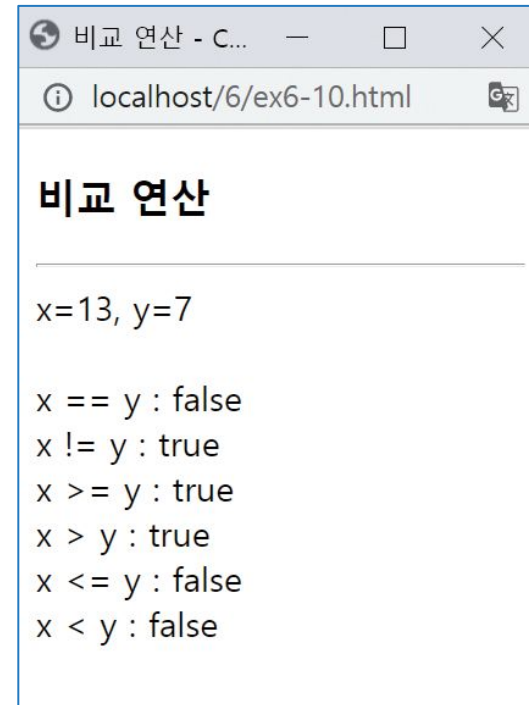 비교 연산 - C...
localhost/6/ex6-10.html
비교 연산
x=13, y=7
x == y : false
x != y : true
x >= y : true
x > y : true
x <= y : false
x < y : false